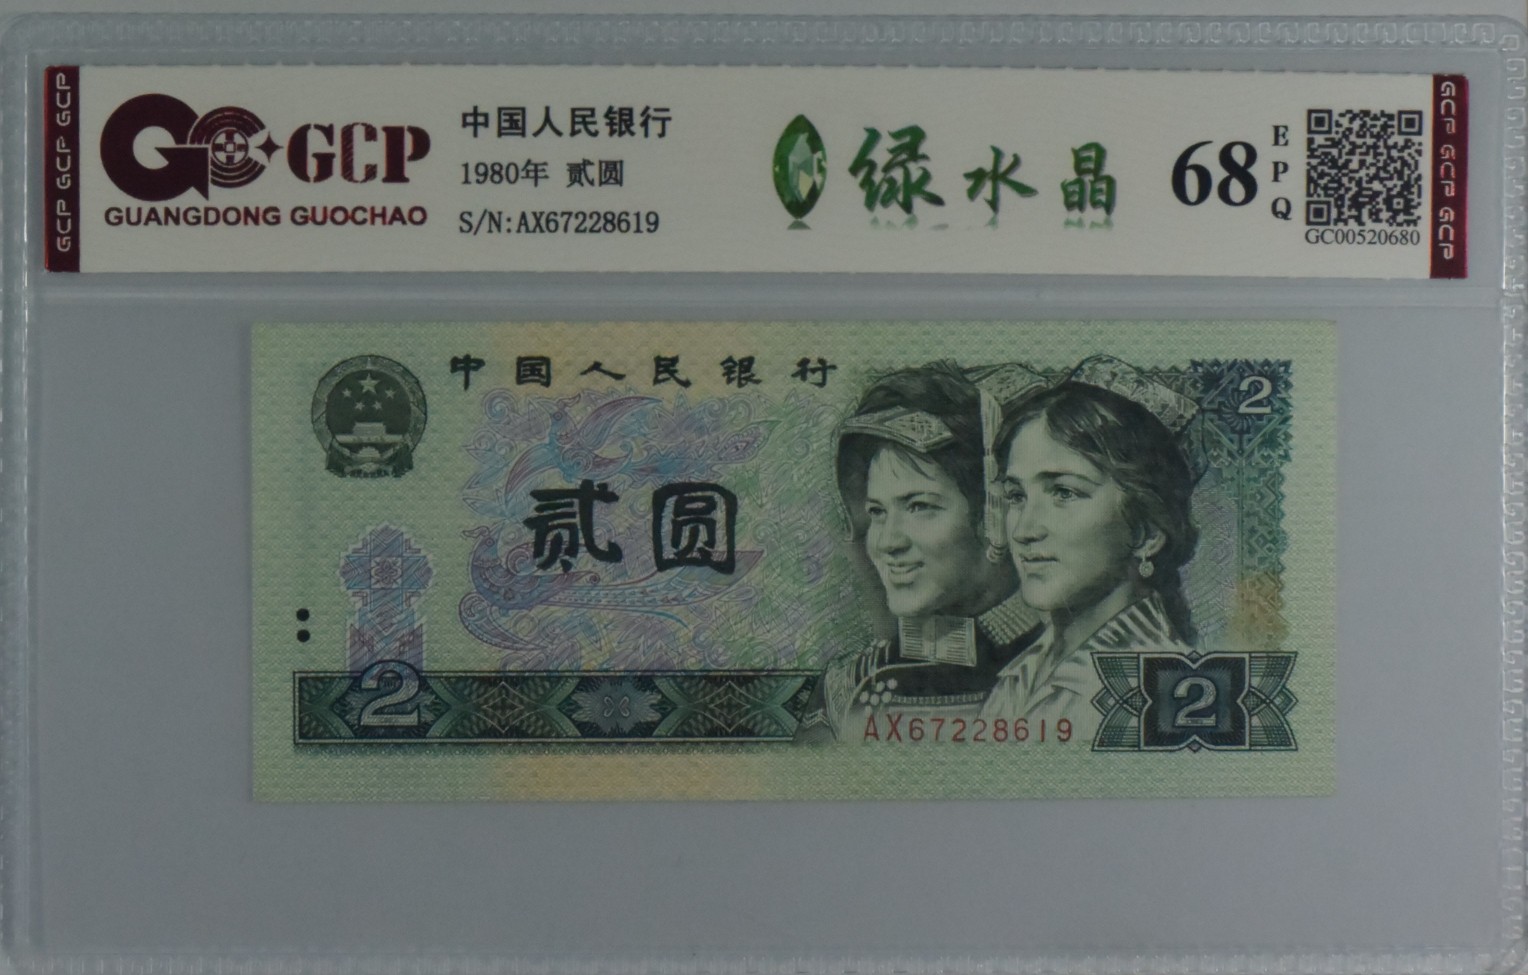 GCP GCP GCP
GCP
GUANGDONG GUOCHAO
中国人民银行
1980年 贰圆
S/N:AX67228619
绿水晶
68
EPQ
GC00520680
GCP GCP GCP
中国人民银行
2
贰圆
2
AX67228619
2